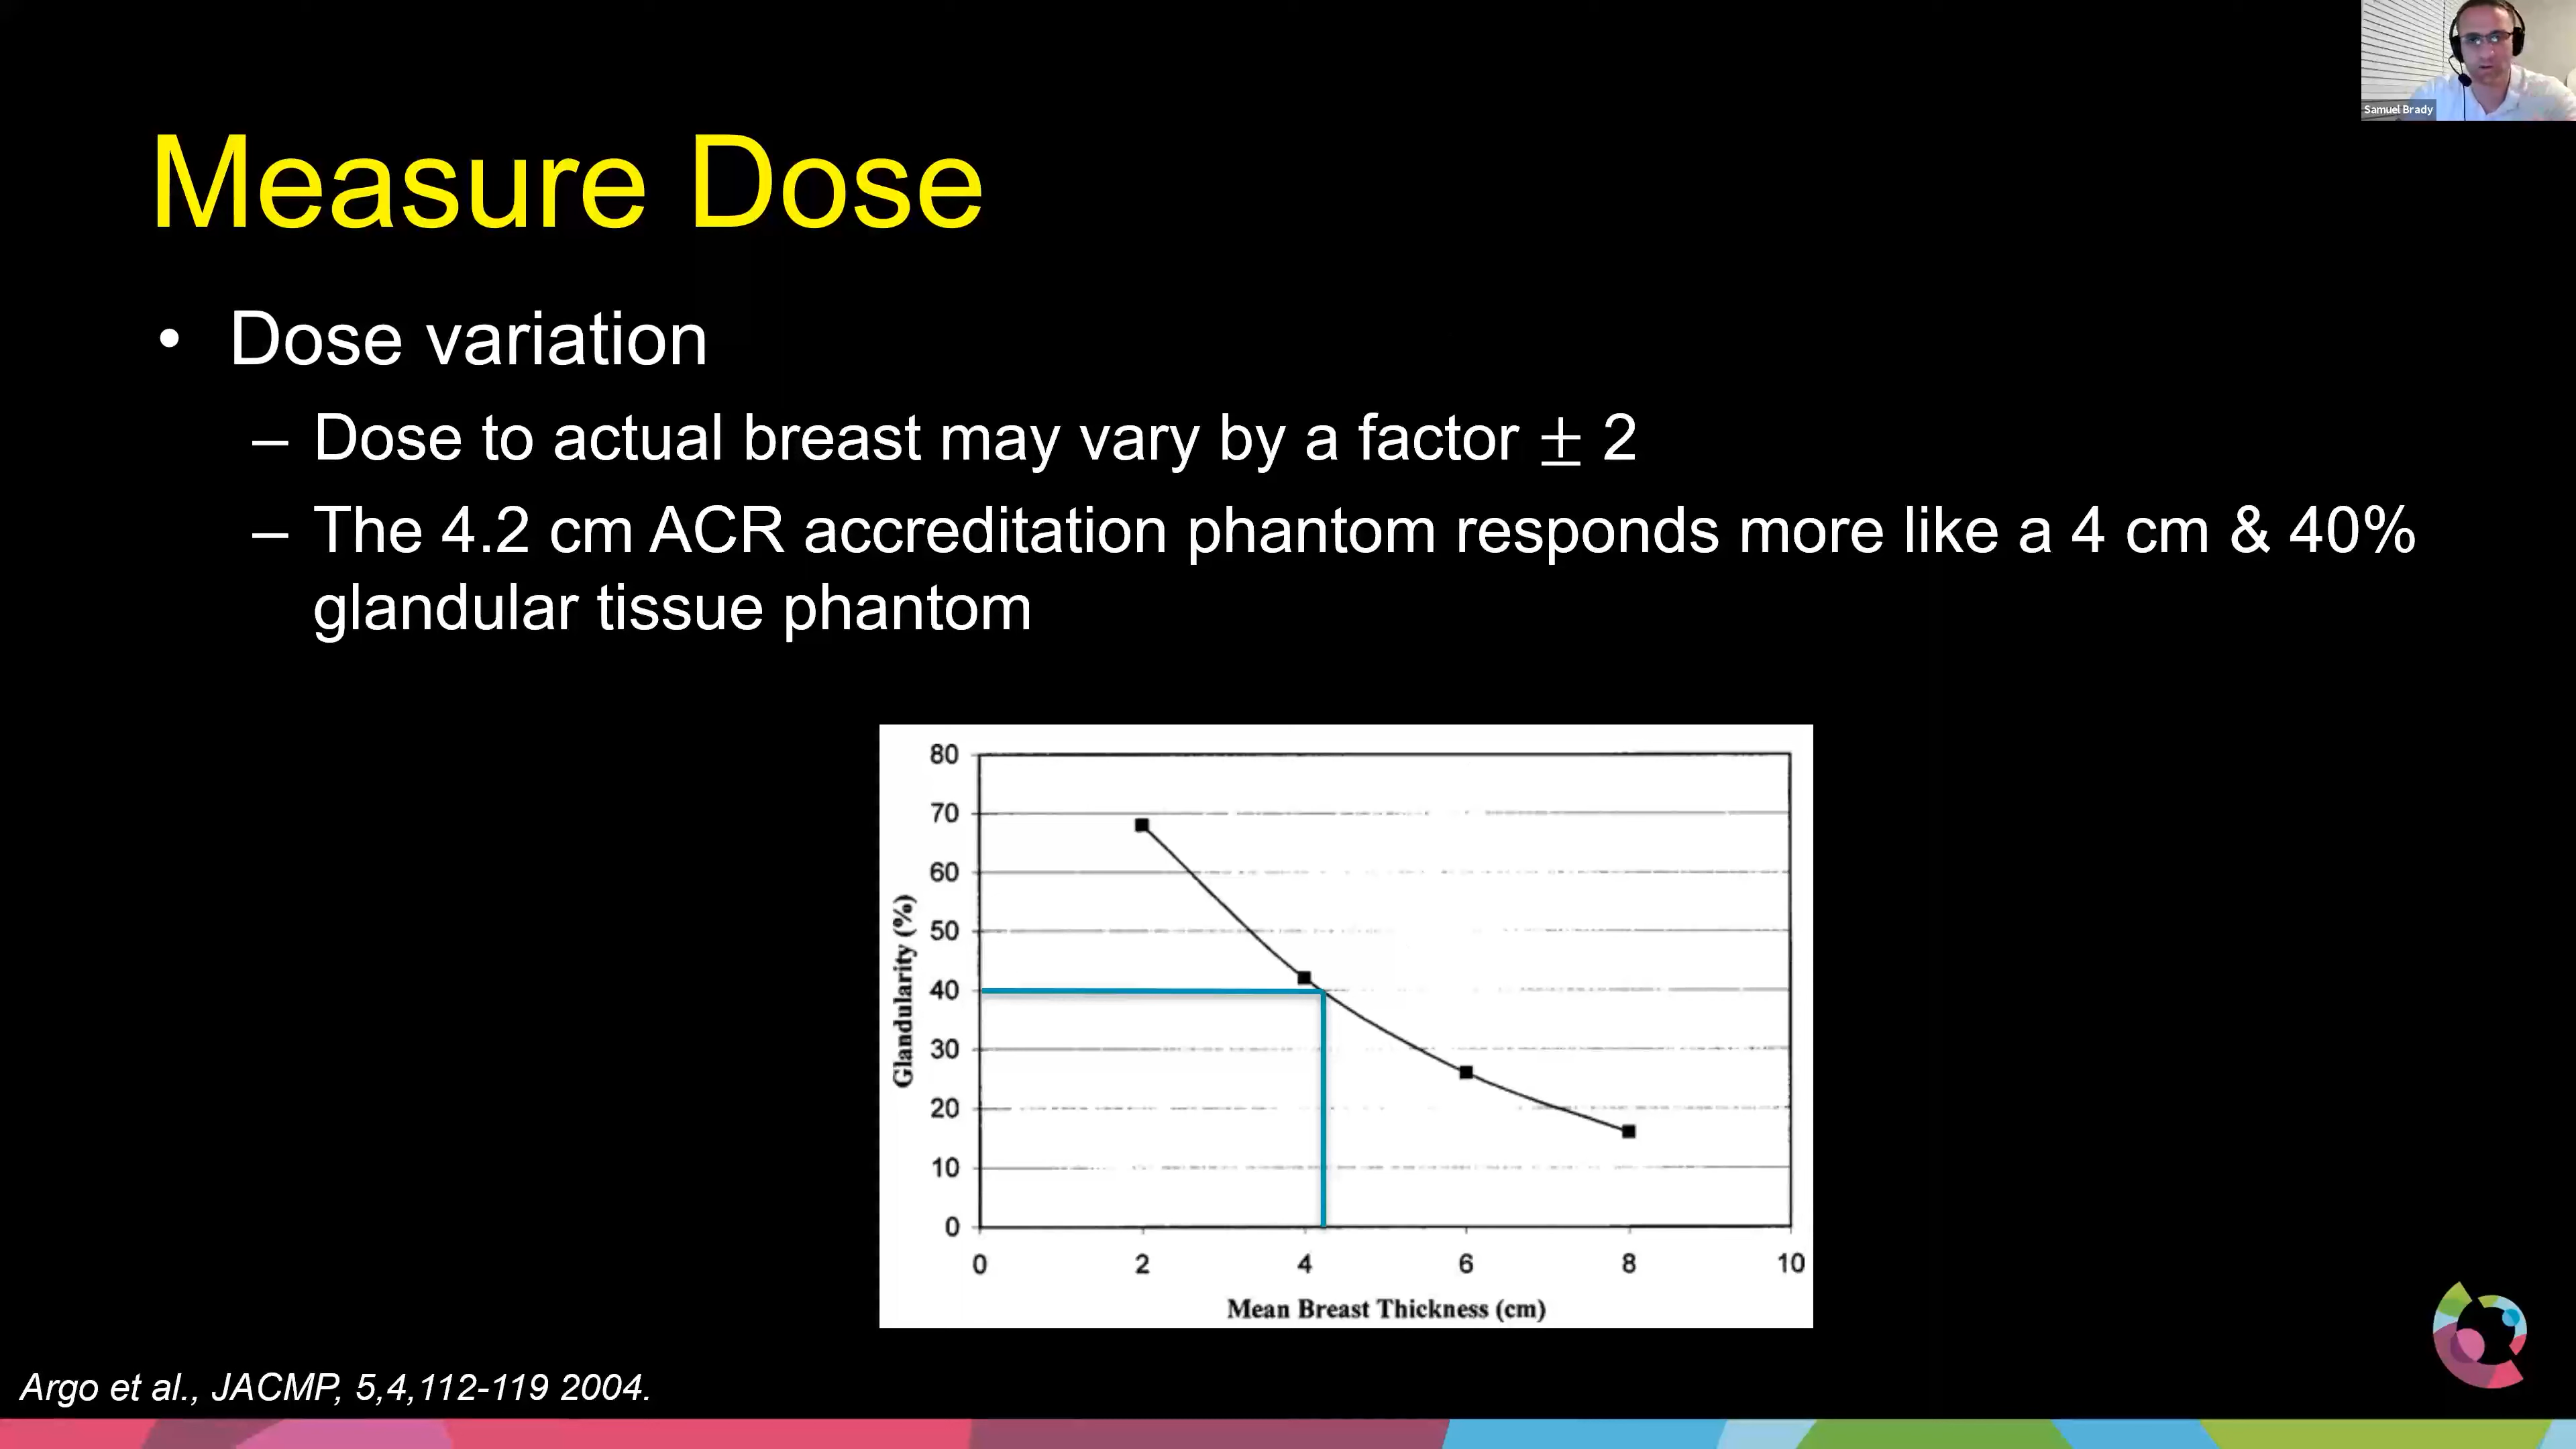 Samuel Brady
Measure Dose
• Dose variation
– Dose to actual breast may vary by a factor ± 2
– The 4.2 cm ACR accreditation phantom responds more like a 4 cm & 40%
glandular tissue phantom
80
70
60
50
40
30
20
10
0
Glandularity (%)
0 2 4 6 8 10
Mean Breast Thickness (cm)
Argo et al., JACMP, 5,4,112-119 2004.